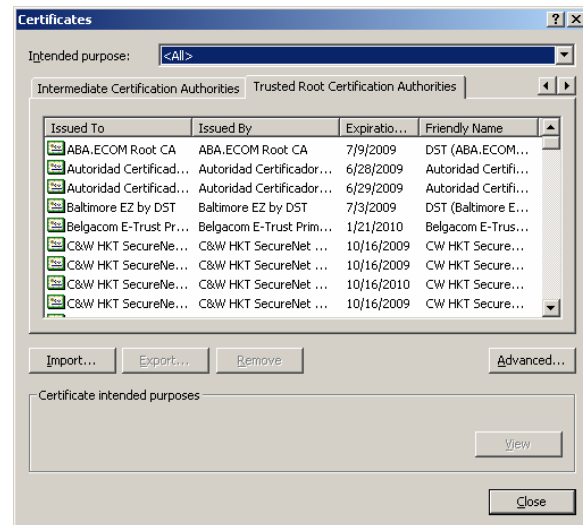 Certificates
Intended purpose: <All>
Intermediate Certification Authorities Trusted Root Certification Authorities
Issued To Issued By Expiratio... Friendly Name
ABA.ECOM Root CA ABA.ECOM Root CA 7/9/2009 DST (ABA.ECOM...
Autoridad Certificad... Autoridad Certificador... 6/28/2009 Autoridad Certifi...
Autoridad Certificad... Autoridad Certificador... 6/29/2009 Autoridad Certifi...
Baltimore EZ by DST Baltimore EZ by DST 7/3/2009 DST (Baltimore E...
Belgacom E-Trust Pr... Belgacom E-Trust Prim... 1/21/2010 Belgacom E-Trus...
C&W HKT SecureNe... C&W HKT SecureNet ... 10/16/2009 CW HKT Secure...
C&W HKT SecureNe... C&W HKT SecureNet ... 10/16/2009 CW HKT Secure...
C&W HKT SecureNe... C&W HKT SecureNet ... 10/16/2010 CW HKT Secure...
C&W HKT SecureNe... C&W HKT SecureNet ... 10/16/2009 CW HKT Secure...
Import... Export... Remove Advanced...
Certificate intended purposes
View
Close